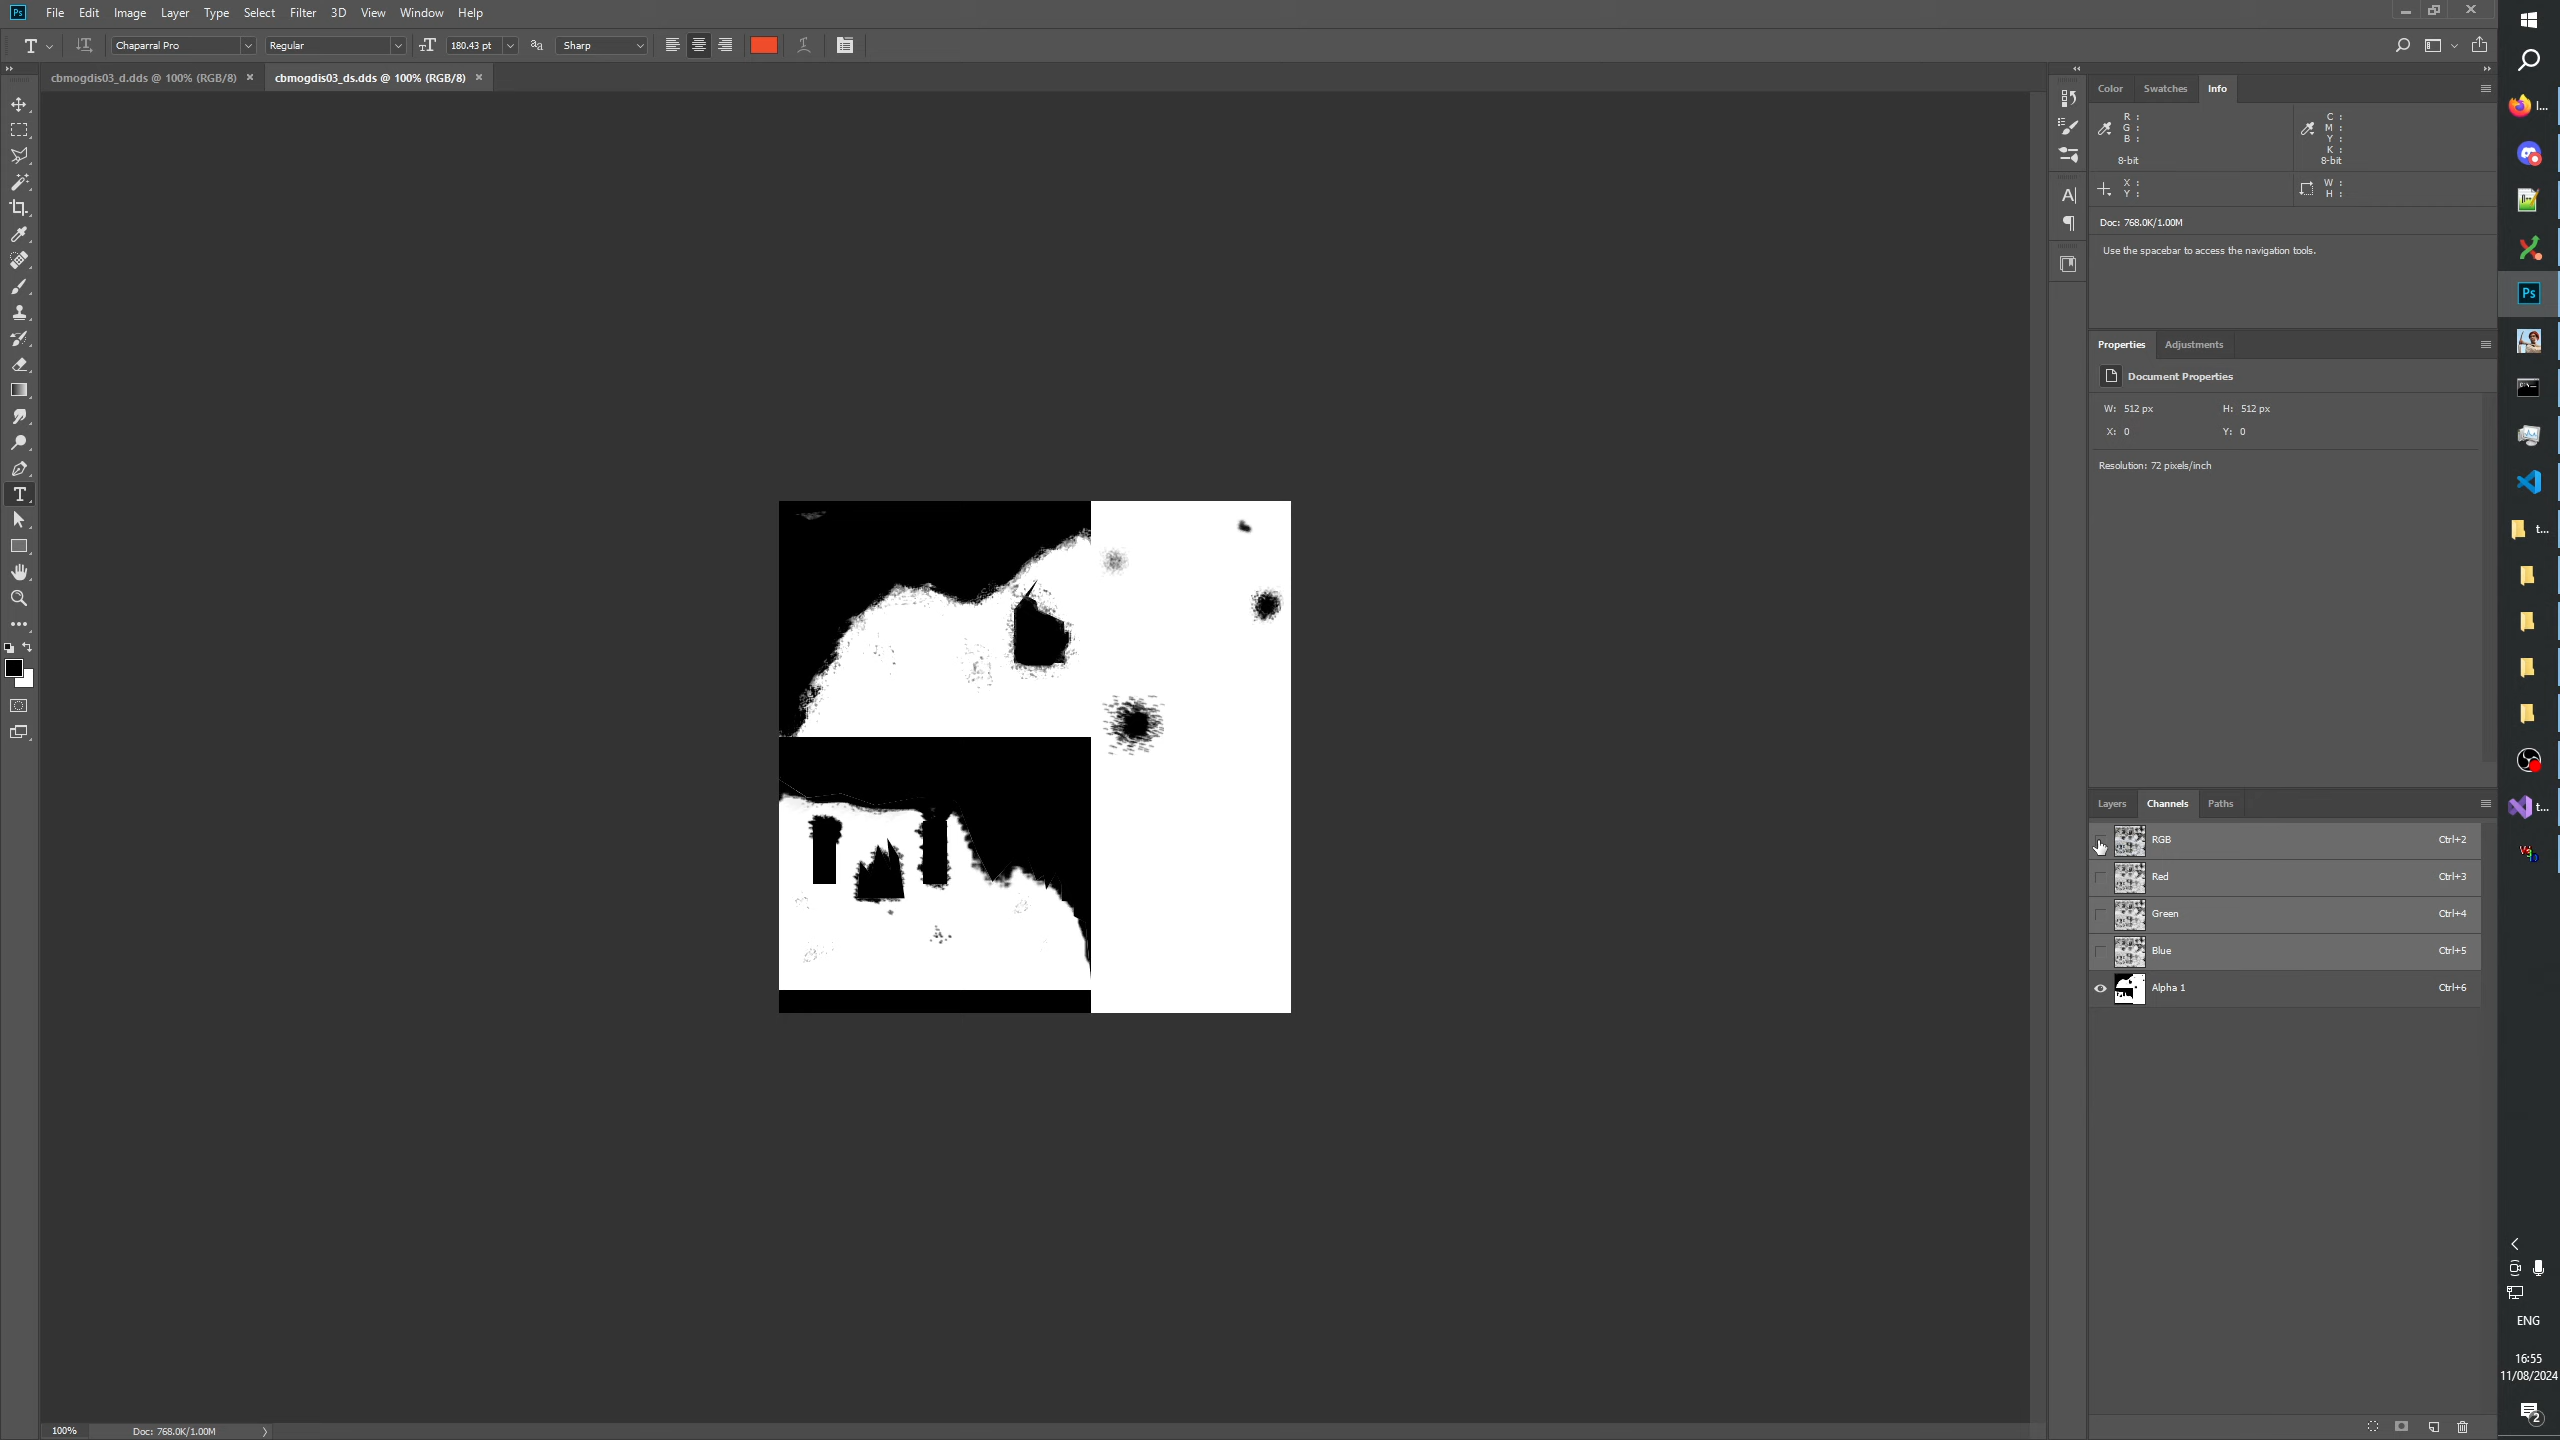 Ps File Edit Image Layer Type Select Filter 3D View Window Help
T Chaparral Pro Regular 180.43 pt Sharp
cbmogdis03_d.dds @ 100% (RGB/8) × cbmogdis03_ds.dds @ 100% (RGB/8) ×
Color Swatches Info
R : C :
G : M :
B : Y :
K :
8-bit 8-bit
X : W :
Y : H :
Doc: 768.0K/1.00M
Use the spacebar to access the navigation tools.
Properties Adjustments
Document Properties
W: 512 px H: 512 px
X: 0 Y: 0
Resolution: 72 pixels/inch
Layers Channels Paths
RGB Ctrl+2
Red Ctrl+3
Green Ctrl+4
Blue Ctrl+5
Alpha 1 Ctrl+6
100% Doc: 768.0K/1.00M
I...
Ps
t...
t...
ENG
16:55
11/08/2024
2